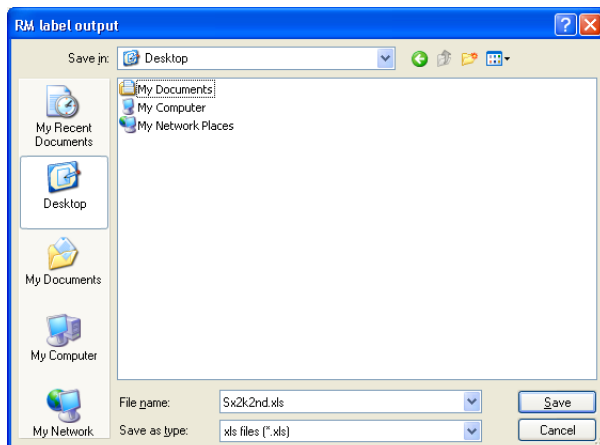 RM label output
Save in: Desktop
My Documents
My Computer
My Network Places
My Recent
Documents
Desktop
My Documents
My Computer
My Network
File name: Sx2k2nd.xls Save
Save as type: xls files (*.xls) Cancel